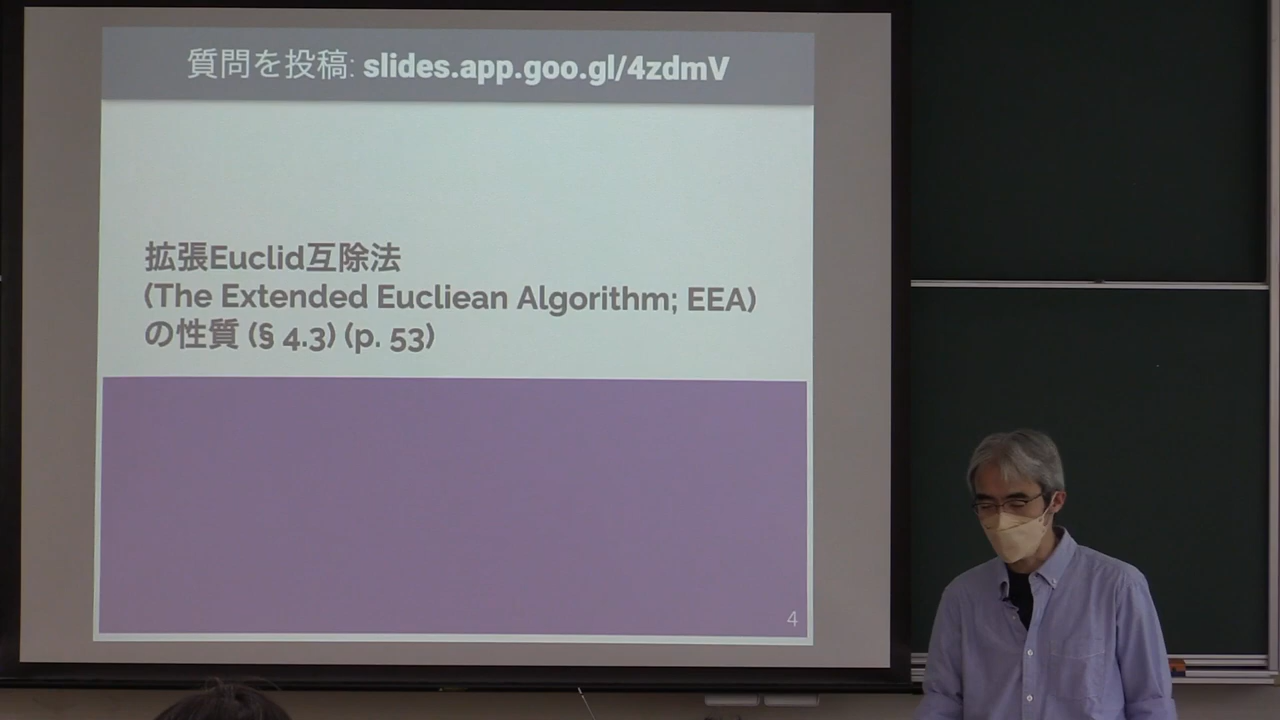 質問を投稿: slides.app.goo.gl/4zdmV
拡張Euclid互除法
(The Extended Eucliean Algorithm; EEA)
の性質 (§ 4.3) (p. 53)
4